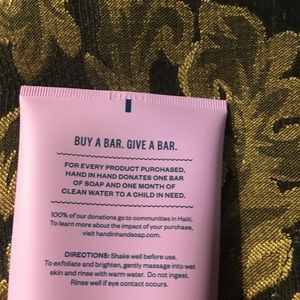 BUY A BAR. GIVE A BAR.
FOR EVERY PRODUCT PURCHASED,
HAND IN HAND DONATES ONE BAR
OF SOAP AND ONE MONTH OF
CLEAN WATER TO A CHILD IN NEED.
100% of our donations go to communities in Haiti.
To learn more about the impact of your purchase,
visit handinhandsoap.com.
DIRECTIONS: Shake well before use.
To exfoliate and brighten, gently massage into wet
skin and rinse with warm water. Do not ingest.
Rinse well if eye contact occurs.